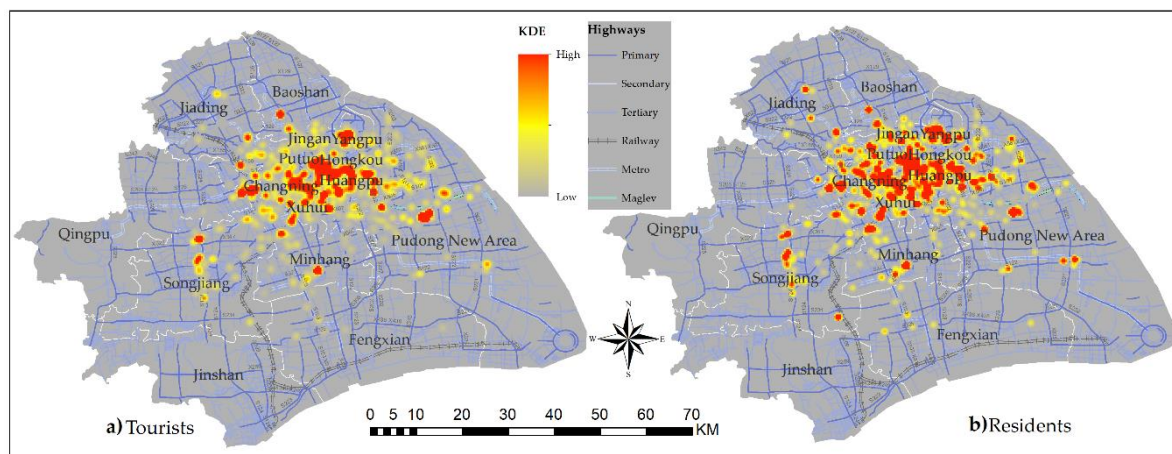 KDE
High
Low
Highways
Primary
Secondary
Tertiary
Railway
Metro
Maglev
Baoshan
Jiading
Jingan Yangpu
Putuo Hongkou
Changning Huangpu
Xuhui
Qingpu
Pudong New Area
Minhang
Songjiang
Fengxian
Jinshan
a) Tourists
N
W E
S
0 5 10 20 30 40 50 60 70
KM
Baoshan
Jiading
Jingan Yangpu
Putuo Hongkou
Changning Huangpu
Xuhui
Qingpu
Pudong New Area
Minhang
Songjiang
Fengxian
Jinshan
b) Residents